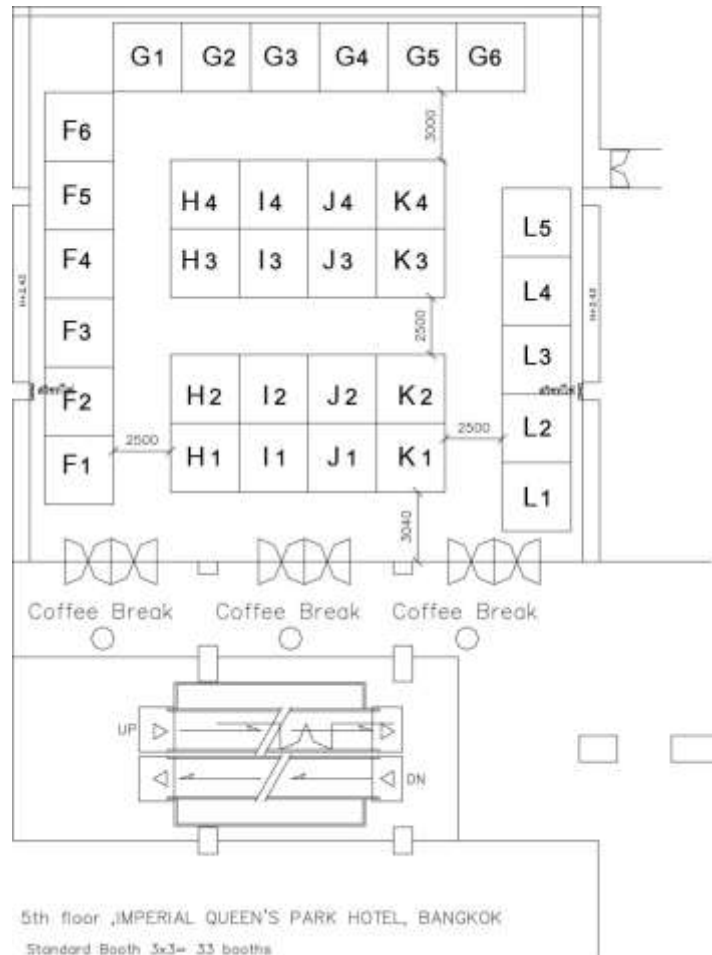 G1 G2 G3 G4 G5 G6
F6
3000
F5
H4 I4 J4 K4
L5
F4
H3 I3 J3 K3
L4
F3
2500
L3
F2
H2 I2 J2 K2
L2
2500
2500
F1
H1 I1 J1 K1
L1
3040
Coffee Break Coffee Break Coffee Break
UP
DN
5th floor ,IMPERIAL QUEEN'S PARK HOTEL, BANGKOK
Standard Booth 3x3= 33 booths